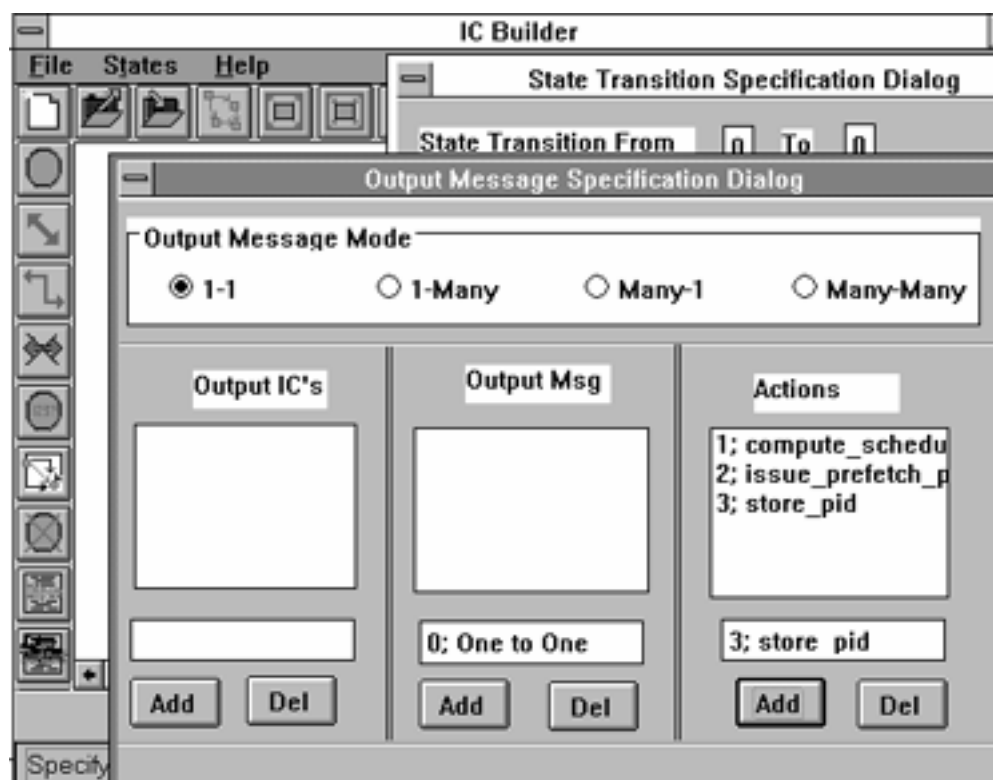 IC Builder
File States Help
State Transition Specification Dialog
State Transition From 0 To 0
Output Message Specification Dialog
Output Message Mode
1-1 1-Many Many-1 Many-Many
Output IC's Output Msg Actions
1; compute_schedu
2; issue_prefetch_p
3; store_pid
0; One to One 3; store pid
Add Del Add Del Add Del
Specify